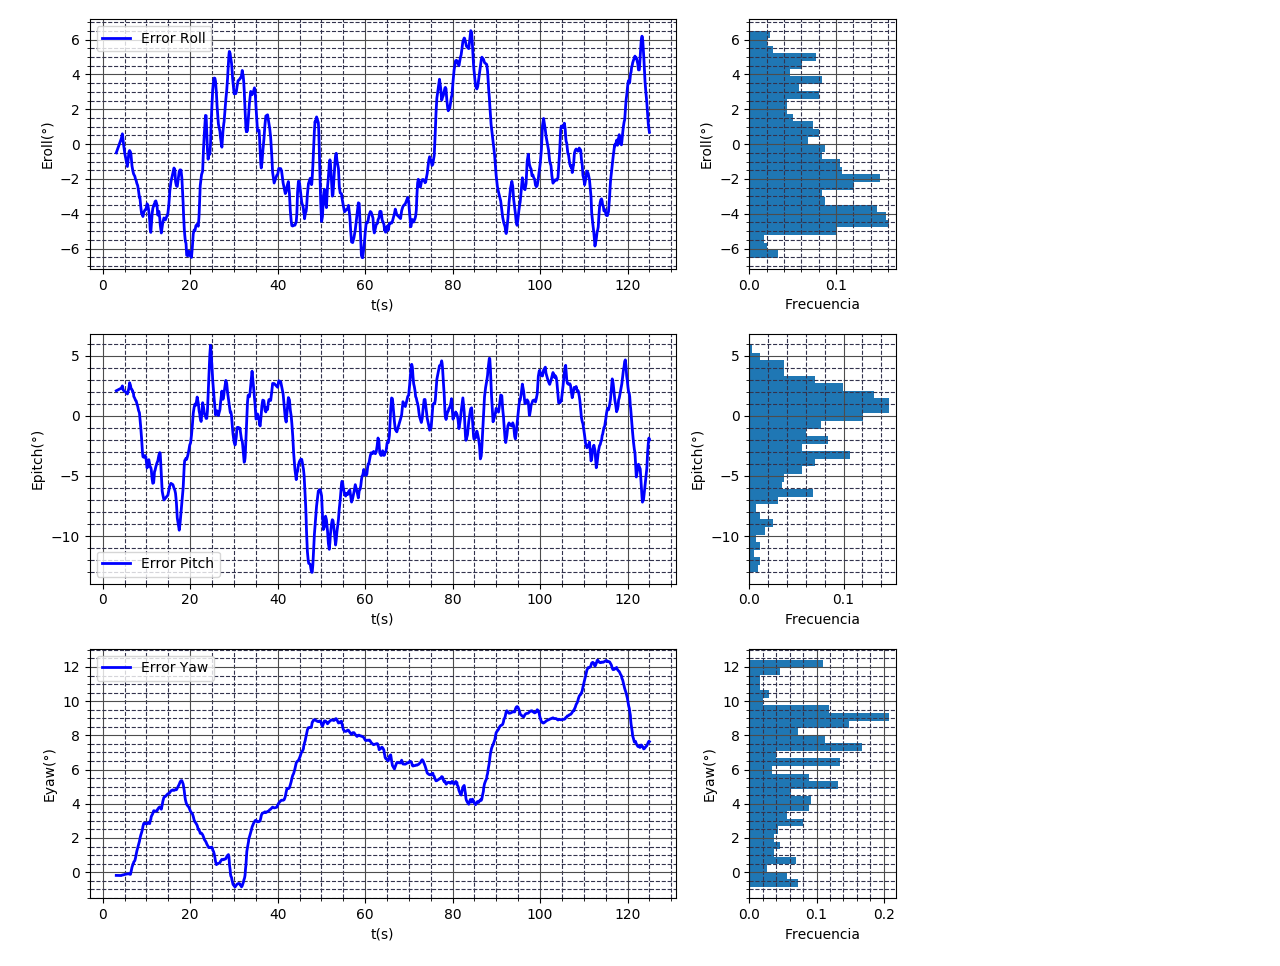 Error Roll
Eroll(°)
6
4
2
0
−2
−4
−6
0 20 40 60 80 100 120
t(s)
Eroll(°)
6
4
2
0
−2
−4
−6
0.0 0.1
Frecuencia
Epitch(°)
5
0
−5
−10
Error Pitch
0 20 40 60 80 100 120
t(s)
Epitch(°)
5
0
−5
−10
0.0 0.1
Frecuencia
Error Yaw
Eyaw(°)
12
10
8
6
4
2
0
0 20 40 60 80 100 120
t(s)
Eyaw(°)
12
10
8
6
4
2
0
0.0 0.1 0.2
Frecuencia